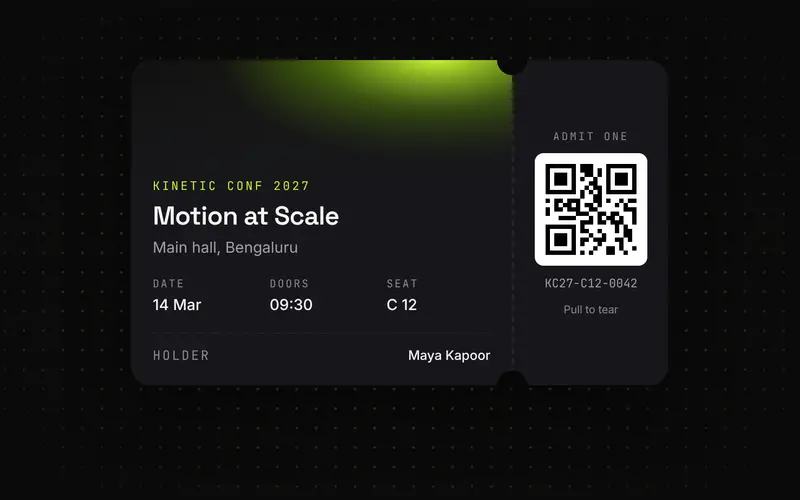 KINETIC CONF 2027
Motion at Scale
Main hall, Bengaluru
DATE DOORS SEAT
14 Mar 09:30 C 12
HOLDER Maya Kapoor
ADMIT ONE
KC27-C12-0042
Pull to tear